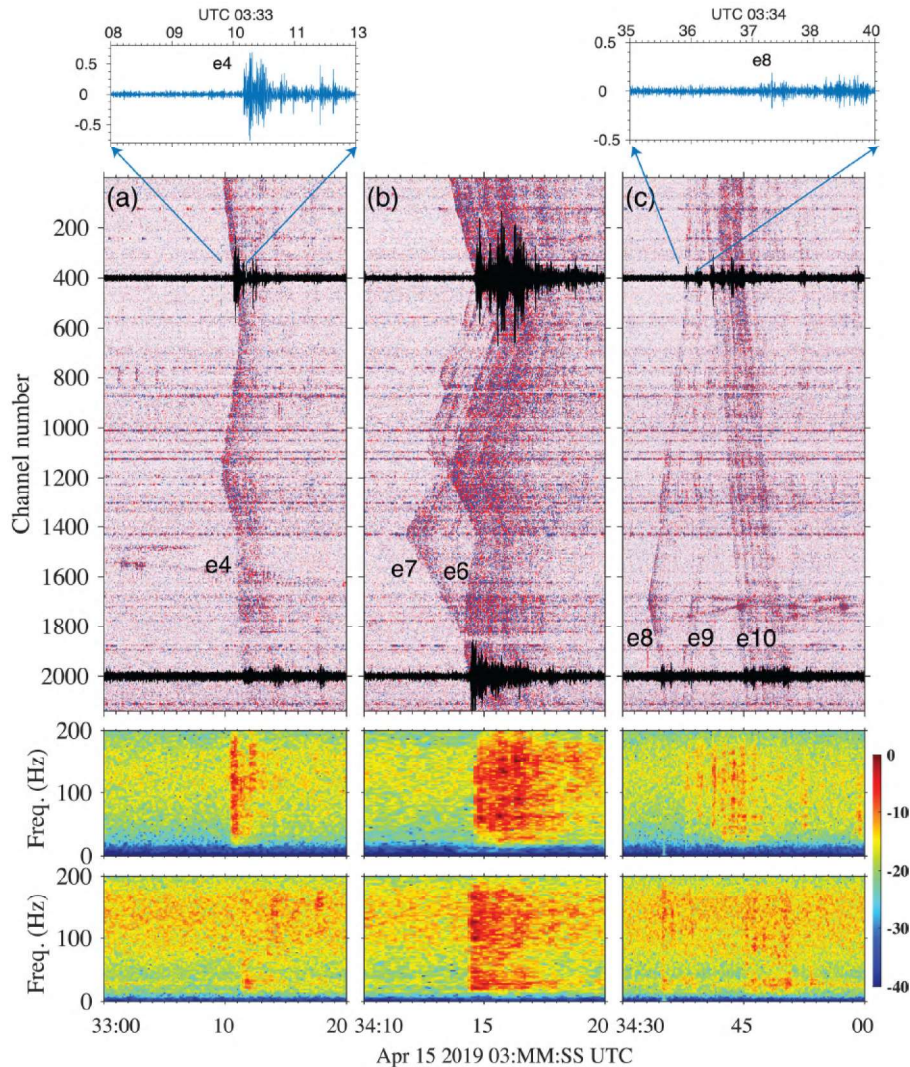 UTC 03:33
08 09 10 11 12 13
e4
0.5
0
-0.5
UTC 03:34
35 36 37 38 39 40
e8
0.5
0
-0.5
(a) (b) (c)
Channel number
200
400
600
800
1000
1200
1400
1600
1800
2000
e4
e7 e6
e8 e9 e10
Freq. (Hz)
200
100
0
Freq. (Hz)
200
100
0
0
-10
-20
-30
-40
33:00 10 20 34:10 15 20 34:30 45 00
Apr 15 2019 03:MM:SS UTC